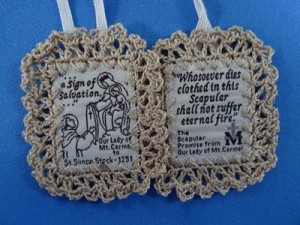 "a Sign of
Salvation.
..."
Our Lady of
Mt. Carmel
to
St. Simon Stock-1251
"Whosoever dies
clothed in this
Scapular
shall not suffer
eternal fire."
The
Scapular
Promise from
Our Lady of Mt. Carmel
M